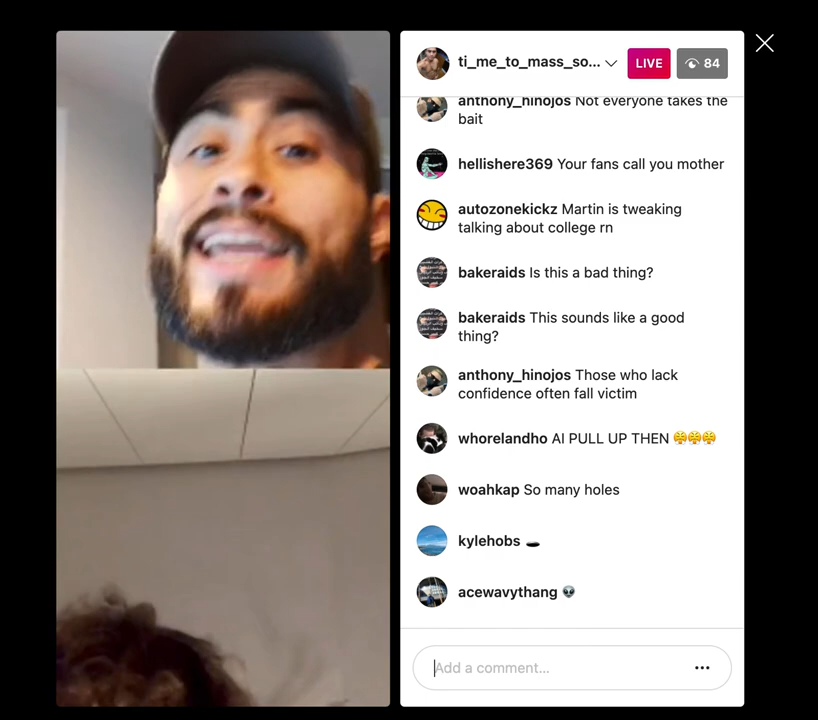 ti_me_to_mass_so...
LIVE
84
anthony_hinojos Not everyone takes the
bait
hellishere369 Your fans call you mother
autozonekickz Martin is tweaking
talking about college rn
bakeraids Is this a bad thing?
bakeraids This sounds like a good
thing?
anthony_hinojos Those who lack
confidence often fall victim
whorelandho AI PULL UP THEN 😤😤😤
woahkap So many holes
kylehobs 🕳️
acewavythang 👽
Add a comment...